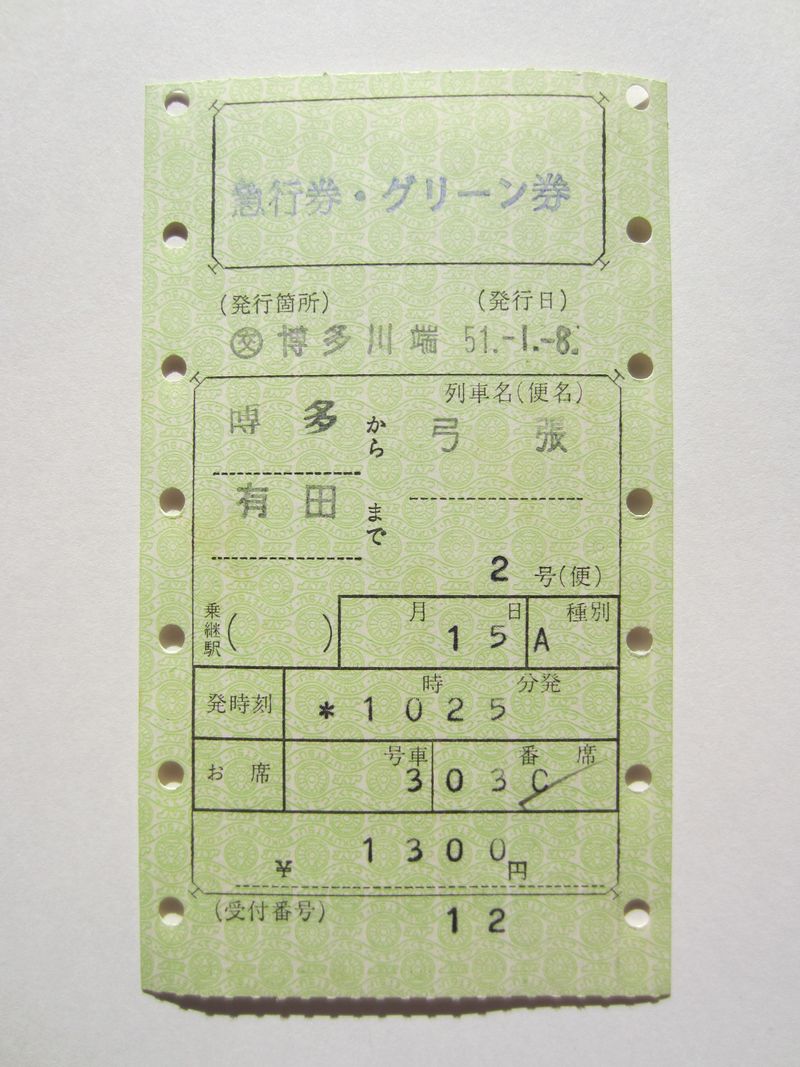 急行券・グリーン券
(発行箇所) (発行日)
交 博多川端 51.-1.-8.
列車名(便名)
博多から 弓張
有田まで
2号(便)
乗継駅( ) 月15日 A種別
発時刻 *10時25分発
お席 3号車 03番C席
¥1300円
(受付番号) 12